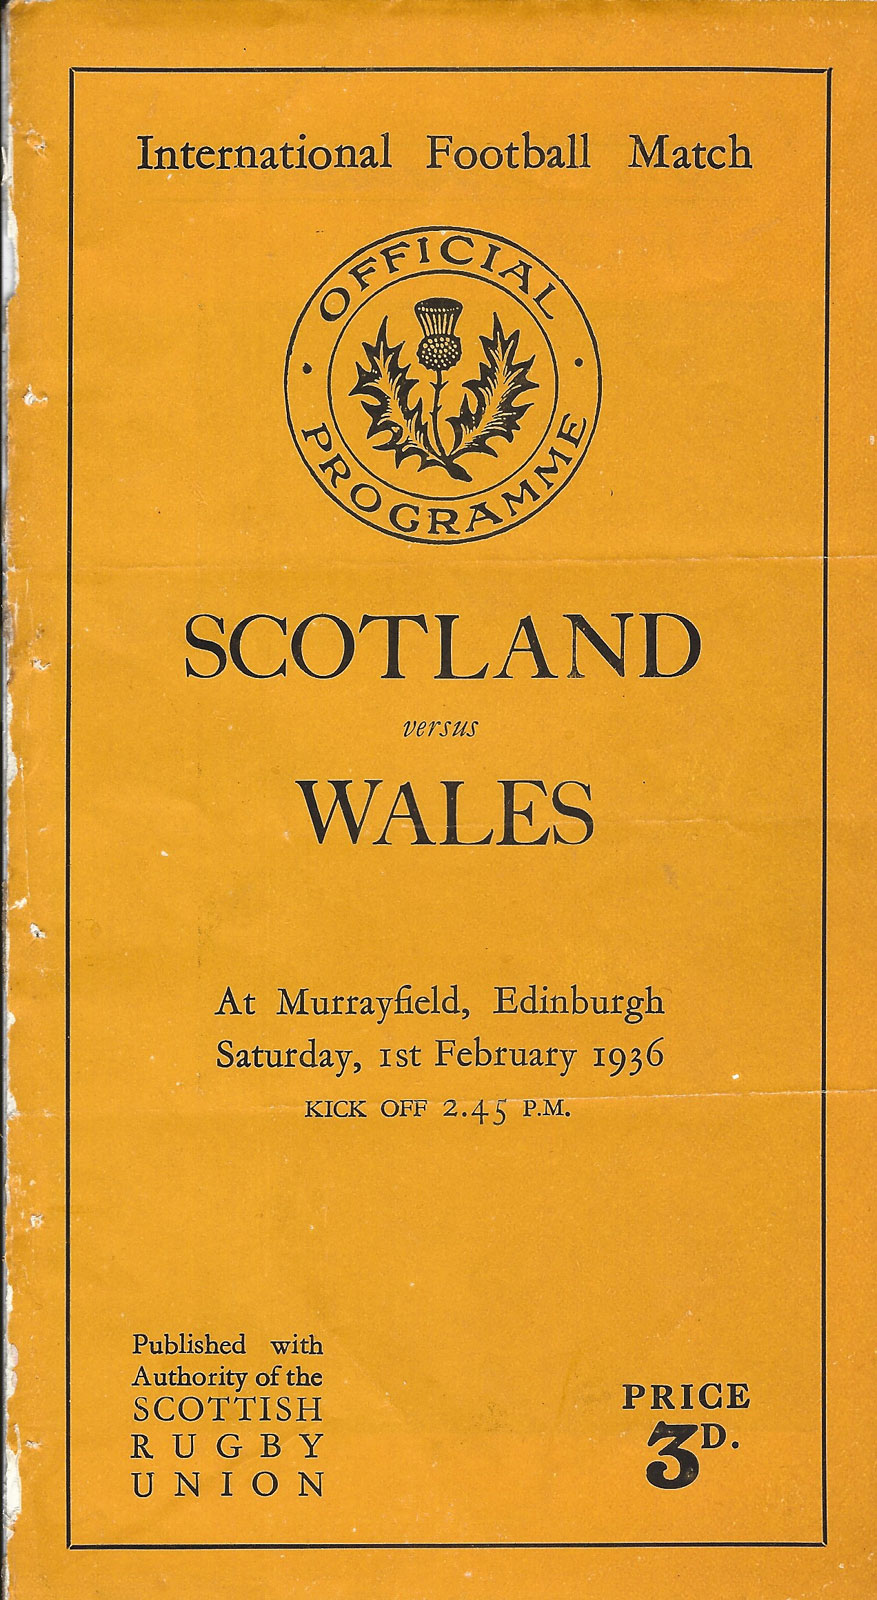 International Football Match
OFFICIAL
PROGRAMME
SCOTLAND
versus
WALES
At Murrayfield, Edinburgh
Saturday, 1st February 1936
KICK OFF 2.45 P.M.
Published with
Authority of the
SCOTTISH
RUGBY
UNION
PRICE
3D.